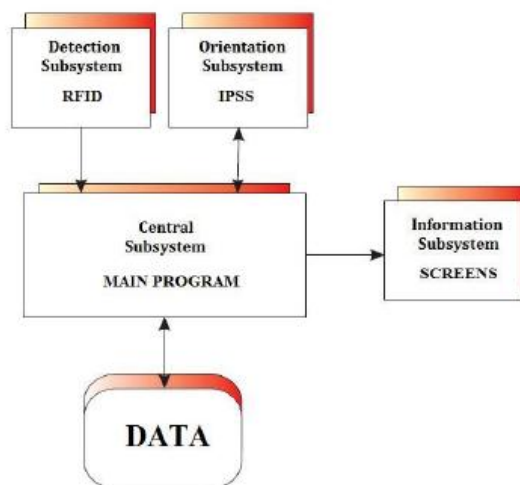 Detection
Subsystem
RFID
Orientation
Subsystem
IPSS
Central
Subsystem
MAIN PROGRAM
Information
Subsystem
SCREENS
DATA